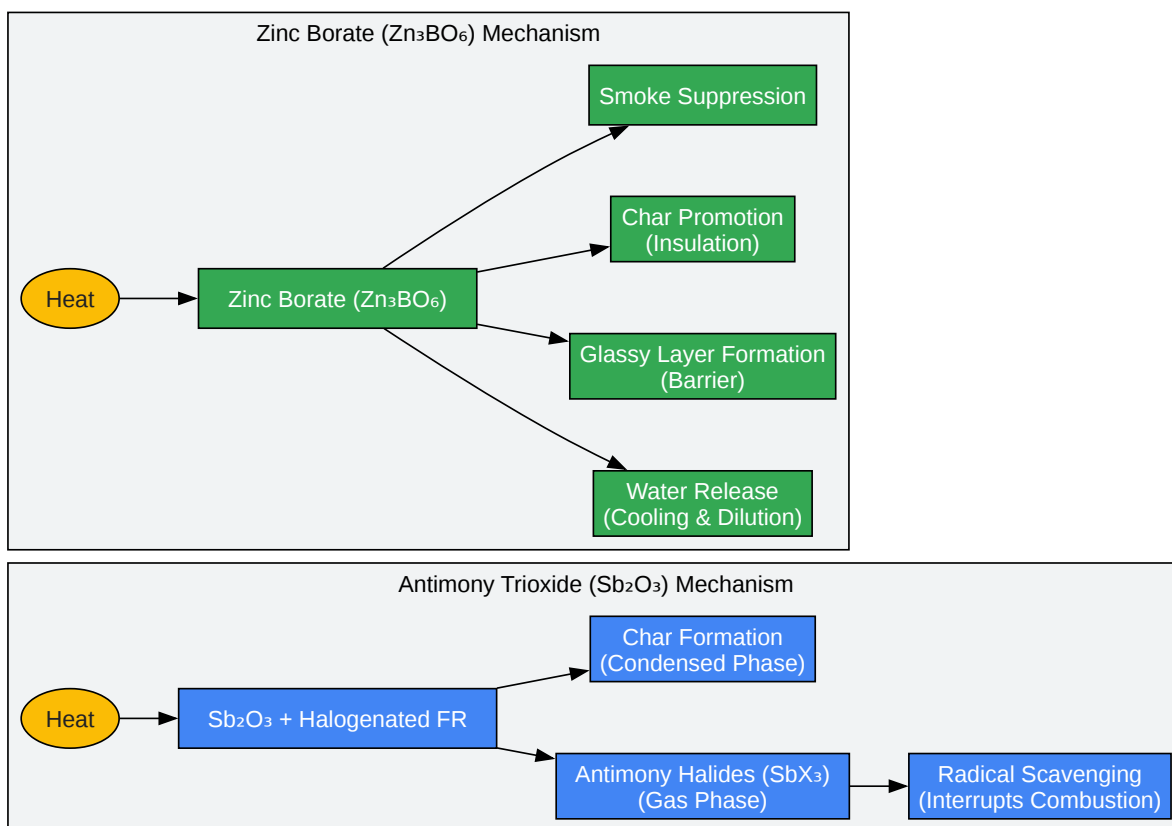 Zinc Borate (Zn₃BO₆) Mechanism
Smoke Suppression
Char Promotion
(Insulation)
Heat
Zinc Borate (Zn₃BO₆)
Glassy Layer Formation
(Barrier)
Water Release
(Cooling & Dilution)
Antimony Trioxide (Sb₂O₃) Mechanism
Char Formation
(Condensed Phase)
Heat
Sb₂O₃ + Halogenated FR
Antimony Halides (SbX₃)
(Gas Phase)
Radical Scavenging
(Interrupts Combustion)